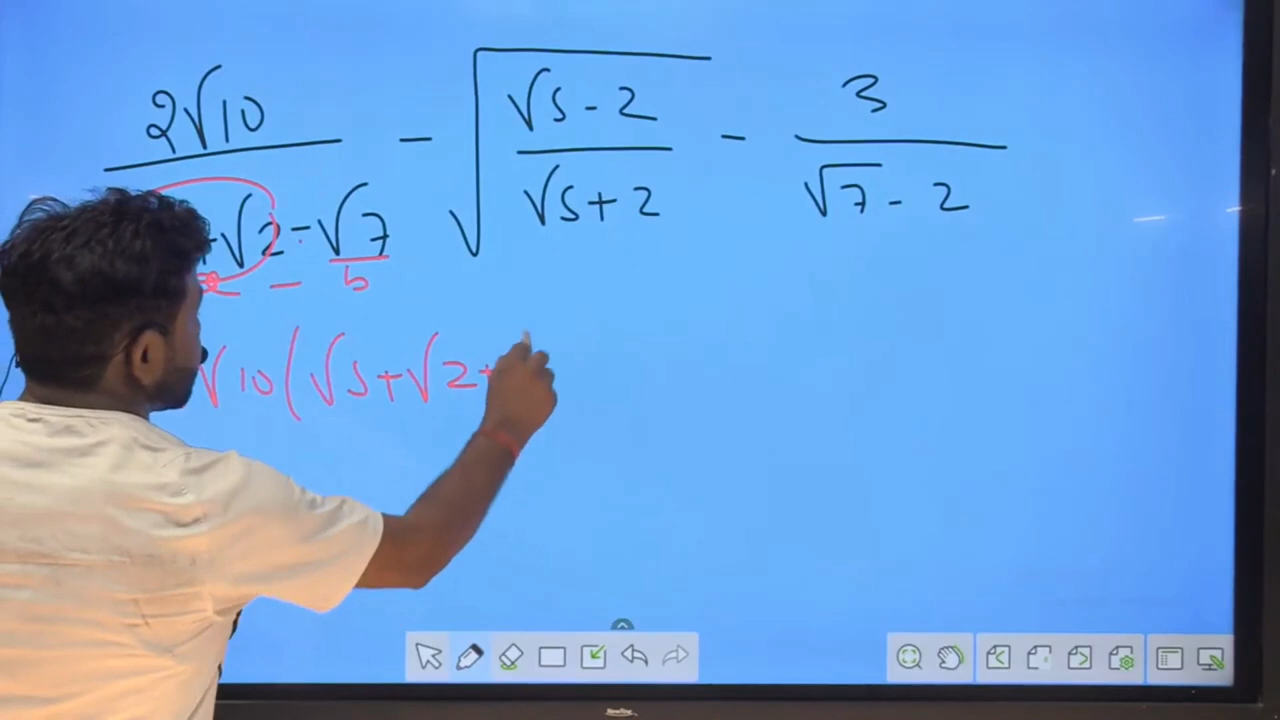 2√10 - √(√5-2 / √5+2) - 3 / (√7-2)
+√2-√7
- b
√10(√5+√2+